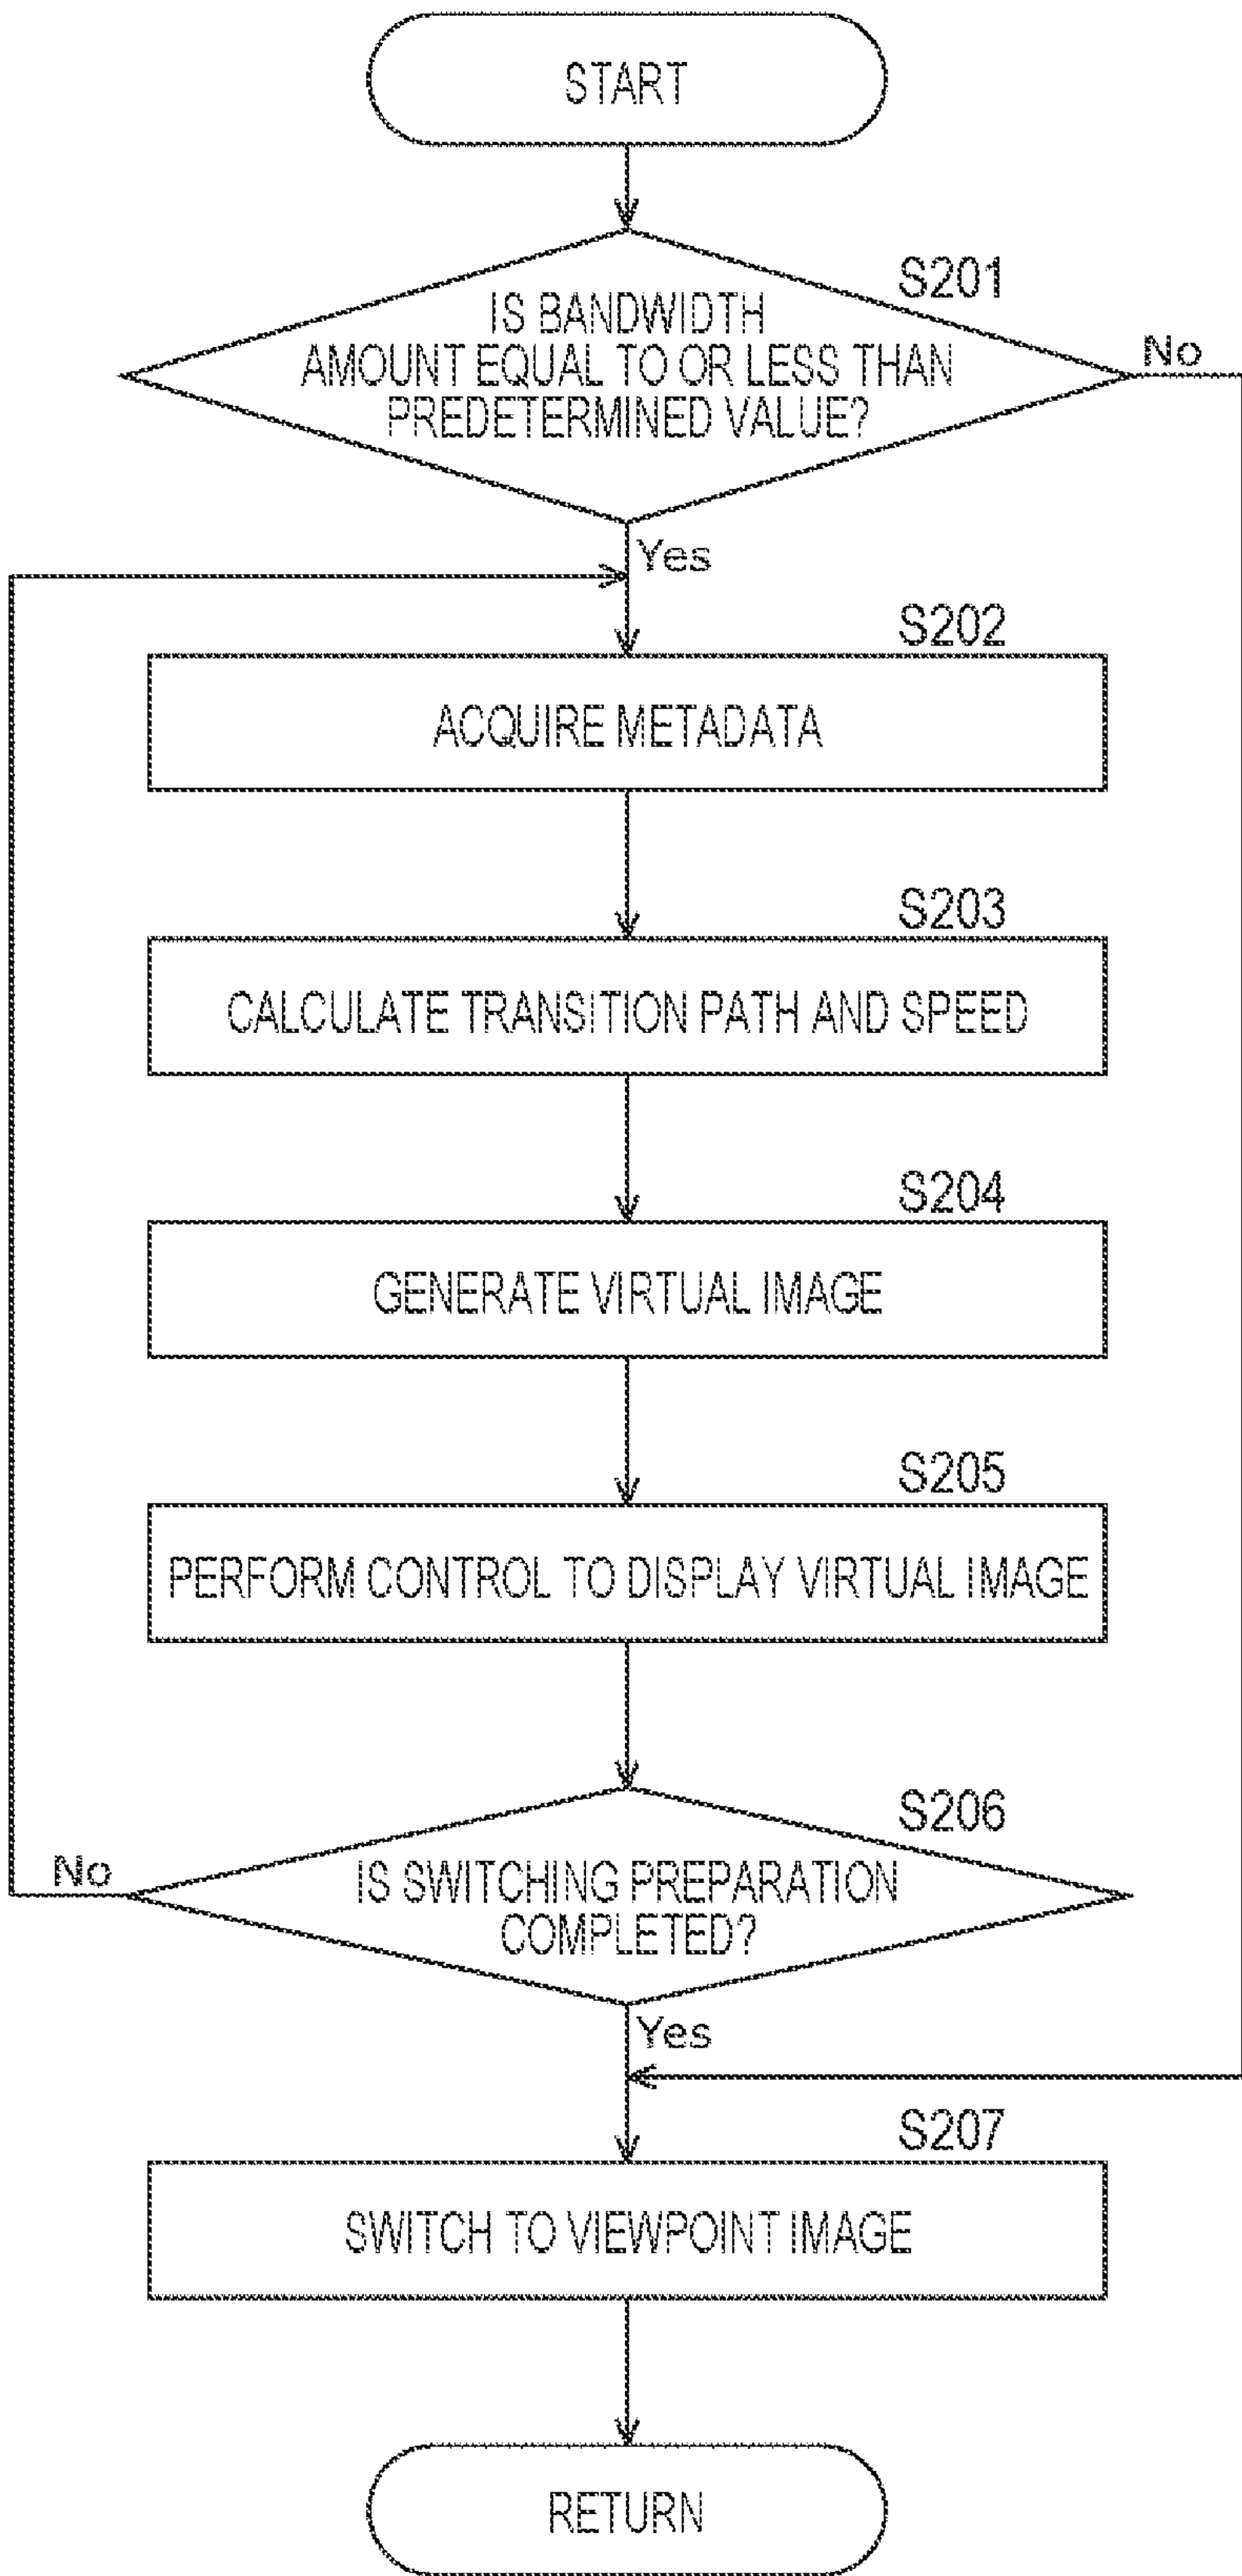 START
S201
IS BANDWIDTH
AMOUNT EQUAL TO OR LESS THAN
PREDETERMINED VALUE?
No
Yes
S202
ACQUIRE METADATA
S203
CALCULATE TRANSITION PATH AND SPEED
S204
GENERATE VIRTUAL IMAGE
S205
PERFORM CONTROL TO DISPLAY VIRTUAL IMAGE
S206
No
IS SWITCHING PREPARATION
COMPLETED?
Yes
S207
SWITCH TO VIEWPOINT IMAGE
RETURN